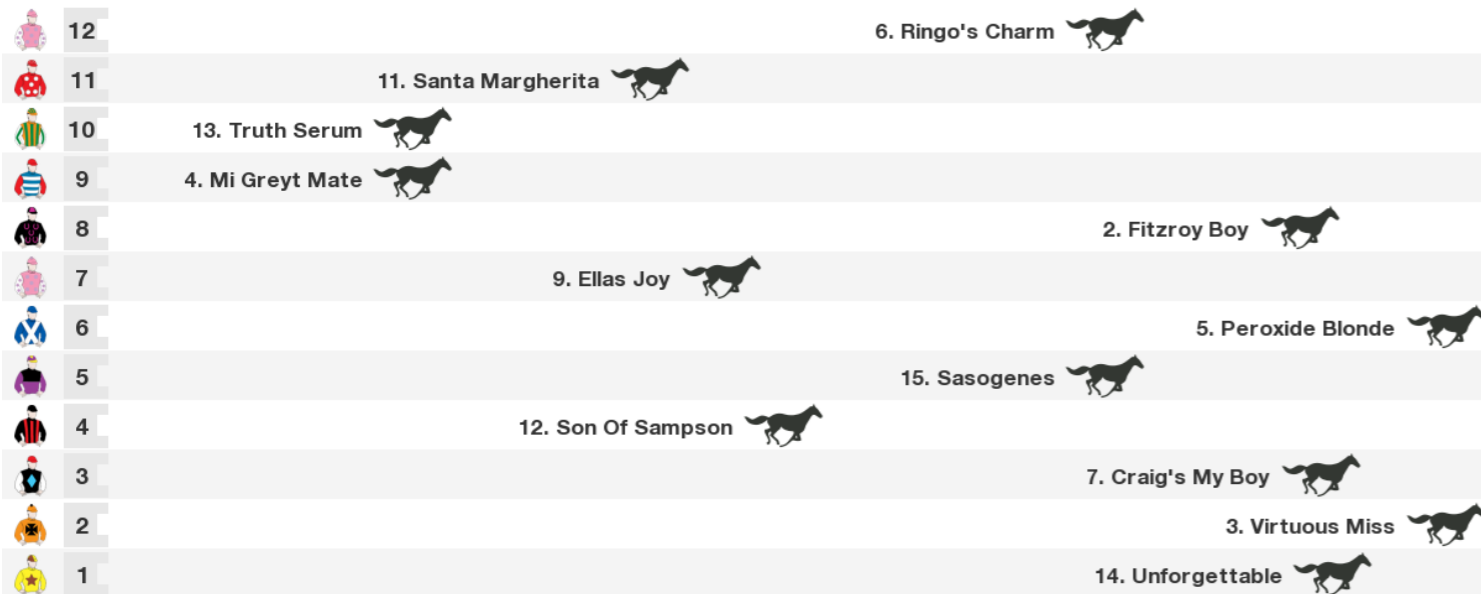 12 6. Ringo's Charm
11 11. Santa Margherita
10 13. Truth Serum
9 4. Mi Greyt Mate
8 2. Fitzroy Boy
7 9. Ellas Joy
6 5. Peroxide Blonde
5 15. Sasogenes
4 12. Son Of Sampson
3 7. Craig's My Boy
2 3. Virtuous Miss
1 14. Unforgettable